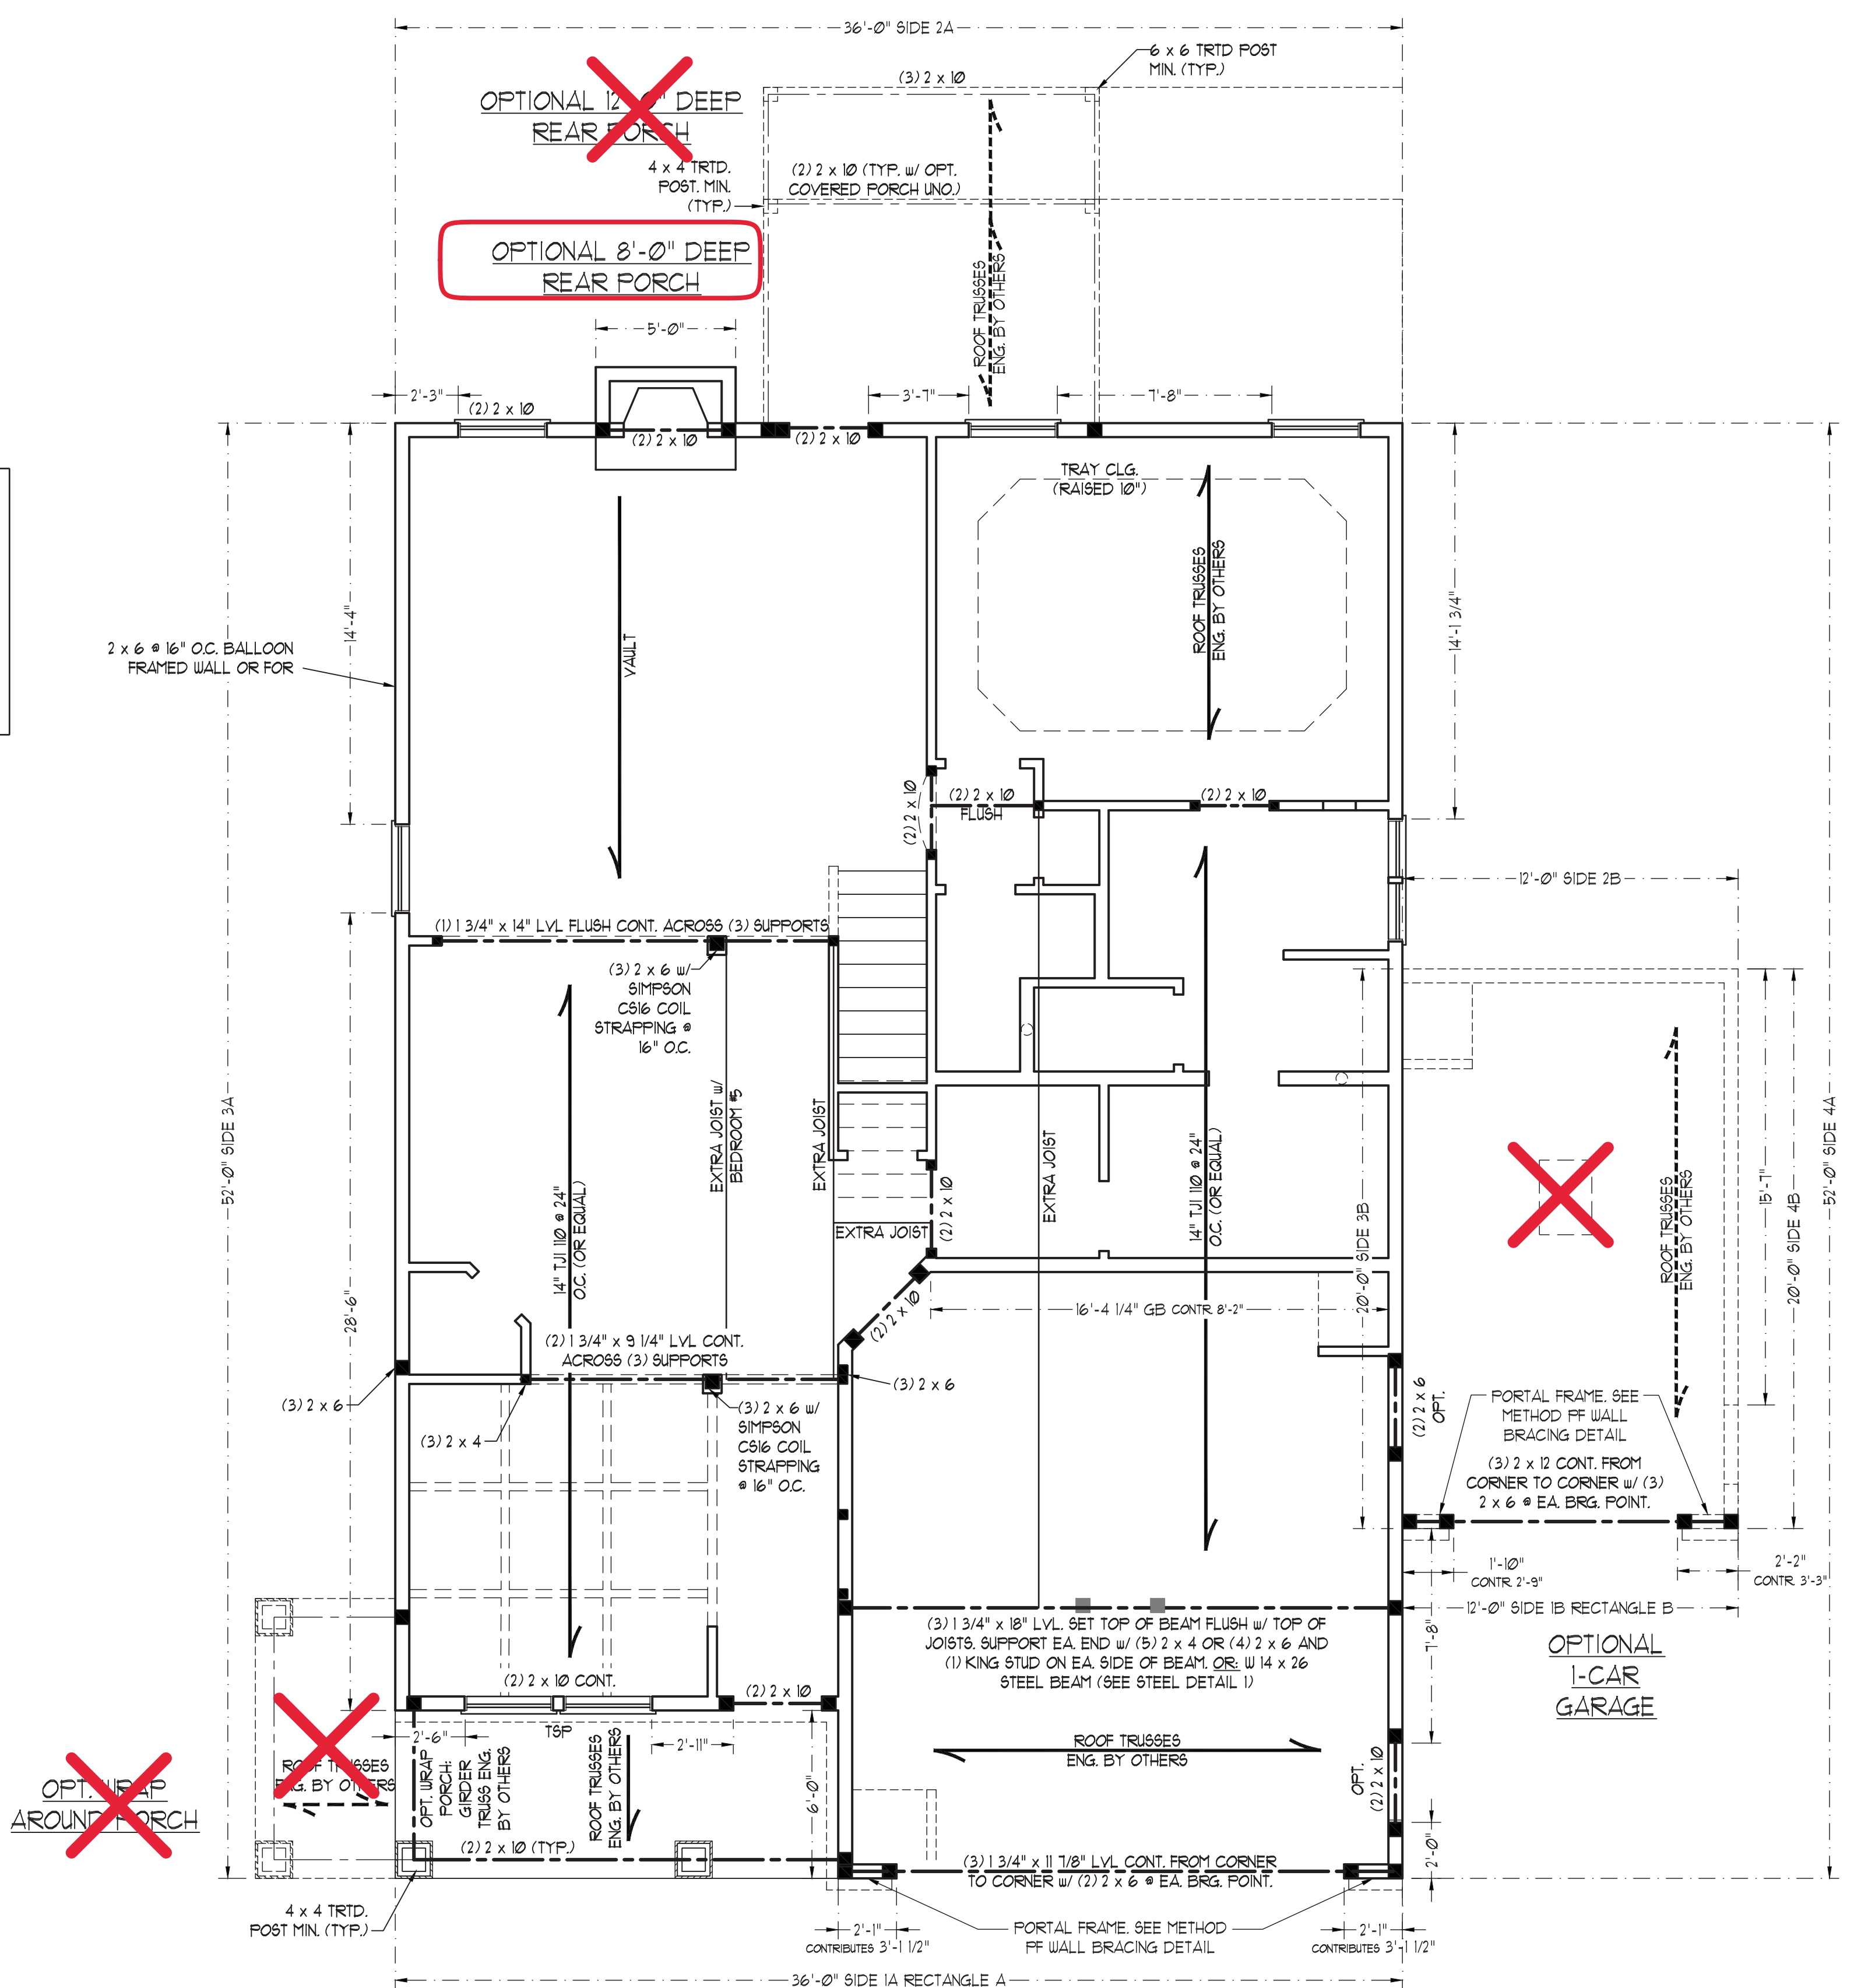 36'-0" SIDE 2A
6 x 6 TRTD POST
MIN. (TYP.)
(3) 2 x 10
OPTIONAL 12'-0" DEEP
REAR PORCH
4 x 4 TRTD.
POST. MIN.
(TYP.)
(2) 2 x 10 (TYP. w/ OPT.
COVERED PORCH UNO.)
OPTIONAL 8'-0" DEEP
REAR PORCH
ROOF TRUSSES
ENG. BY OTHERS
5'-0"
2'-3"
(2) 2 x 10
(2) 2 x 10
(2) 2 x 10
3'-7"
7'-8"
TRAY CLG.
(RAISED 10")
ROOF TRUSSES
ENG. BY OTHERS
14'-4"
14'-1 3/4"
2 x 6 @ 16" O.C. BALLOON
FRAMED WALL OR FOR
VAULT
(2) 2 x 10
(2) 2 x 10
FLUSH
(2) 2 x 10
12'-0" SIDE 2B
(1) 1 3/4" x 14" LVL FLUSH CONT. ACROSS (3) SUPPORTS
(3) 2 x 6 w/
SIMPSON
CS16 COIL
STRAPPING @
16" O.C.
52'-0" SIDE 3A
EXTRA JOIST w/
BEDROOM #5
EXTRA JOIST
EXTRA JOIST
EXTRA JOIST
14" TJI 110 @ 24"
O.C. (OR EQUAL)
14" TJI 110 @ 24"
O.C. (OR EQUAL)
(2) 2 x 10
20'-0" SIDE 3B
ROOF TRUSSES
ENG. BY OTHERS
15'-7"
20'-0" SIDE 4B
52'-0" SIDE 4A
28'-6"
16'-4 1/4" GB CONTR 8'-2"
(2) 2 x 10
(2) 1 3/4" x 9 1/4" LVL CONT.
ACROSS (3) SUPPORTS
(3) 2 x 6
(3) 2 x 6
(3) 2 x 4
(3) 2 x 6 w/
SIMPSON
CS16 COIL
STRAPPING
@ 16" O.C.
(2) 2 x 6
OPT.
PORTAL FRAME. SEE
METHOD PF WALL
BRACING DETAIL
(3) 2 x 12 CONT. FROM
CORNER TO CORNER w/ (3)
2 x 6 @ EA. BRG. POINT.
1'-10"
CONTR 2'-9"
2'-2"
CONTR 3'-3"
12'-0" SIDE 1B RECTANGLE B
(3) 1 3/4" x 18" LVL. SET TOP OF BEAM FLUSH w/ TOP OF
JOISTS. SUPPORT EA. END w/ (5) 2 x 4 OR (4) 2 x 6 AND
(1) KING STUD ON EA. SIDE OF BEAM. OR: W 14 x 26
STEEL BEAM (SEE STEEL DETAIL 1)
7'-8"
OPTIONAL
1-CAR
GARAGE
(2) 2 x 10 CONT.
(2) 2 x 10
TSP
2'-6"
2'-11"
ROOF TRUSSES
ENG. BY OTHERS
OPT. WRAP
AROUND PORCH
OPT. WRAP
PORCH:
GIRDER
TRUSS ENG.
BY OTHERS
ROOF TRUSSES
ENG. BY OTHERS
6'-0"
ROOF TRUSSES
ENG. BY OTHERS
OPT.
(2) 2 x 10
2'-0"
(2) 2 x 10 (TYP.)
(3) 1 3/4" x 11 7/8" LVL CONT. FROM CORNER
TO CORNER w/ (2) 2 x 6 @ EA. BRG. POINT.
4 x 4 TRTD.
POST MIN. (TYP.)
2'-1"
CONTRIBUTES 3'-1 1/2"
PORTAL FRAME. SEE METHOD
PF WALL BRACING DETAIL
2'-1"
CONTRIBUTES 3'-1 1/2"
36'-0" SIDE 1A RECTANGLE A